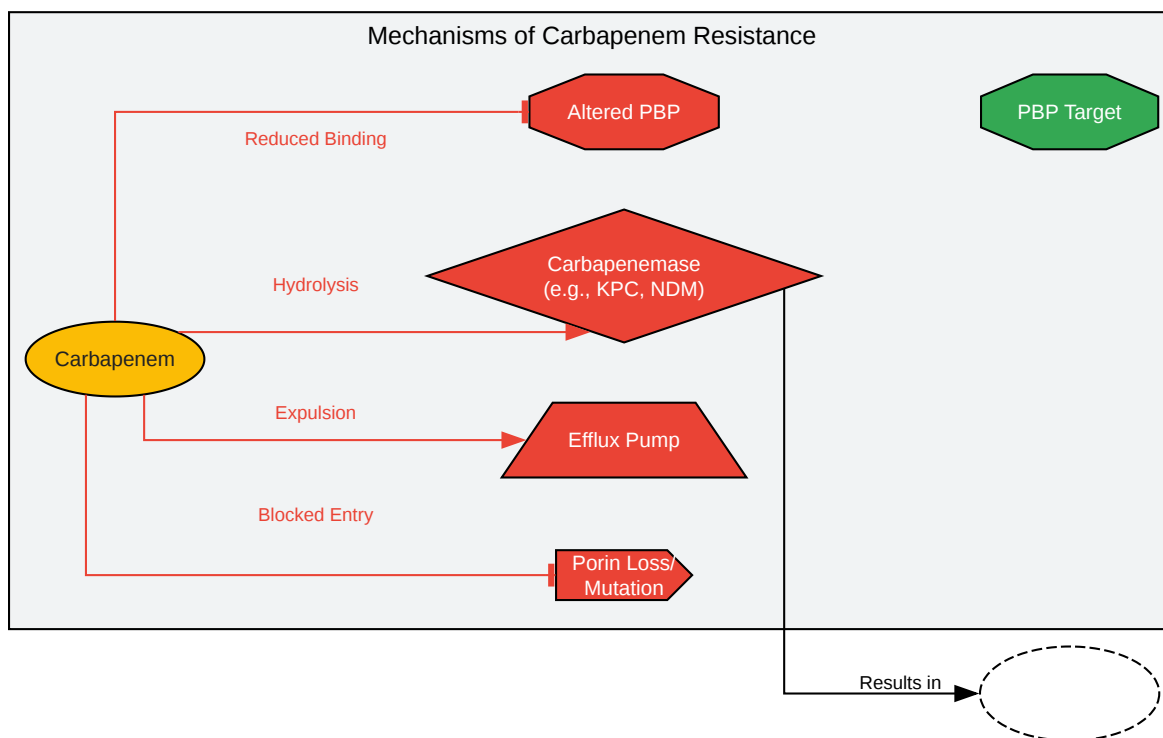 Mechanisms of Carbapenem Resistance
Altered PBP
PBP Target
Reduced Binding
Carbapenemase
(e.g., KPC, NDM)
Hydrolysis
Carbapenem
Expulsion
Efflux Pump
Blocked Entry
Porin Loss/
Mutation
Results in